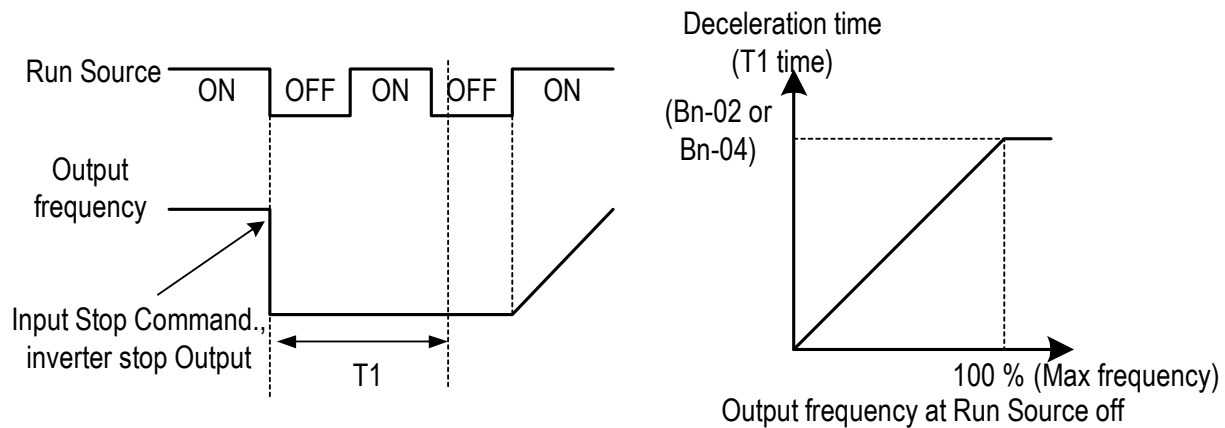 Run Source
ON
OFF
ON
OFF
ON
Output
frequency
Input Stop Command.,
inverter stop Output
T1
Deceleration time
(T1 time)
(Bn-02 or
Bn-04)
100 % (Max frequency)
Output frequency at Run Source off